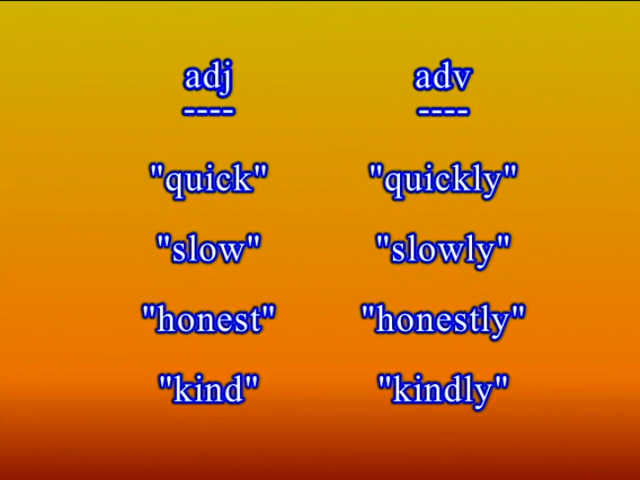 adj adv
---- ----
"quick" "quickly"
"slow" "slowly"
"honest" "honestly"
"kind" "kindly"